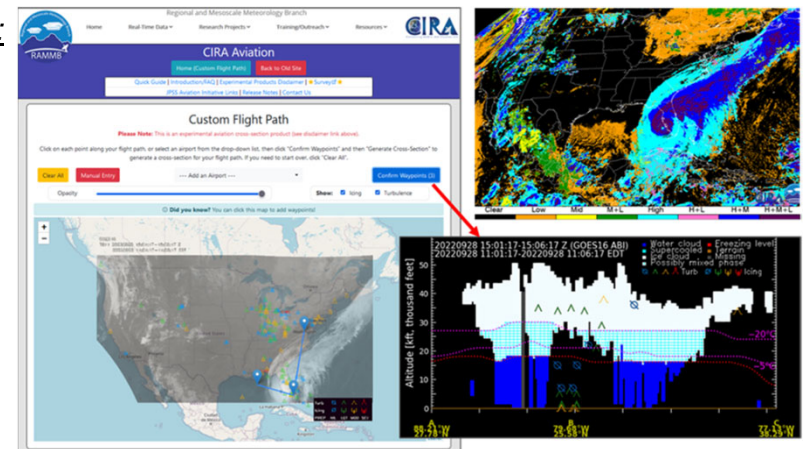 Regional and Mesoscale Meteorology Branch
RAMMB
Home
Real-Time Data
Research Projects
Training/Outreach
Resources
CIRA
CIRA Aviation
Home (Custom Flight Path)
Back to Old Site
Quick Guide | Introduction/FAQ | Experimental Products Disclaimer | Survey
JPSS Aviation Initiative Links | Release Notes | Contact Us
Custom Flight Path
Please Note: This is an experimental aviation cross-section product (see disclaimer link above).
Click on each point along your flight path, or select an airport from the drop-down list, then click "Confirm Waypoints" and then "Generate Cross-Section" to
generate a cross-section for your flight path. If you need to start over, click "Clear All".
Clear All
Manual Entry
--- Add an Airport ---
Confirm Waypoints (3)
Opacity
Show:
Icing
Turbulence
Did you know? You can click this map to add waypoints!
+
−
Clear
Low
Mid
M+L
High
H+L
H+M
H+M+L
20220928 15:01:17-15:06:17 Z (GOES16 ABI)
20220928 11:01:17-20220928 11:06:17 EDT
Water cloud
Freezing level
Supercooled
Terrain
Ice cloud
Missing
Possibly mixed phase
Turb
Icing
Altitude [kft, thousand feet]
50
40
30
20
10
0
-20°C
-5°C
A
B
C